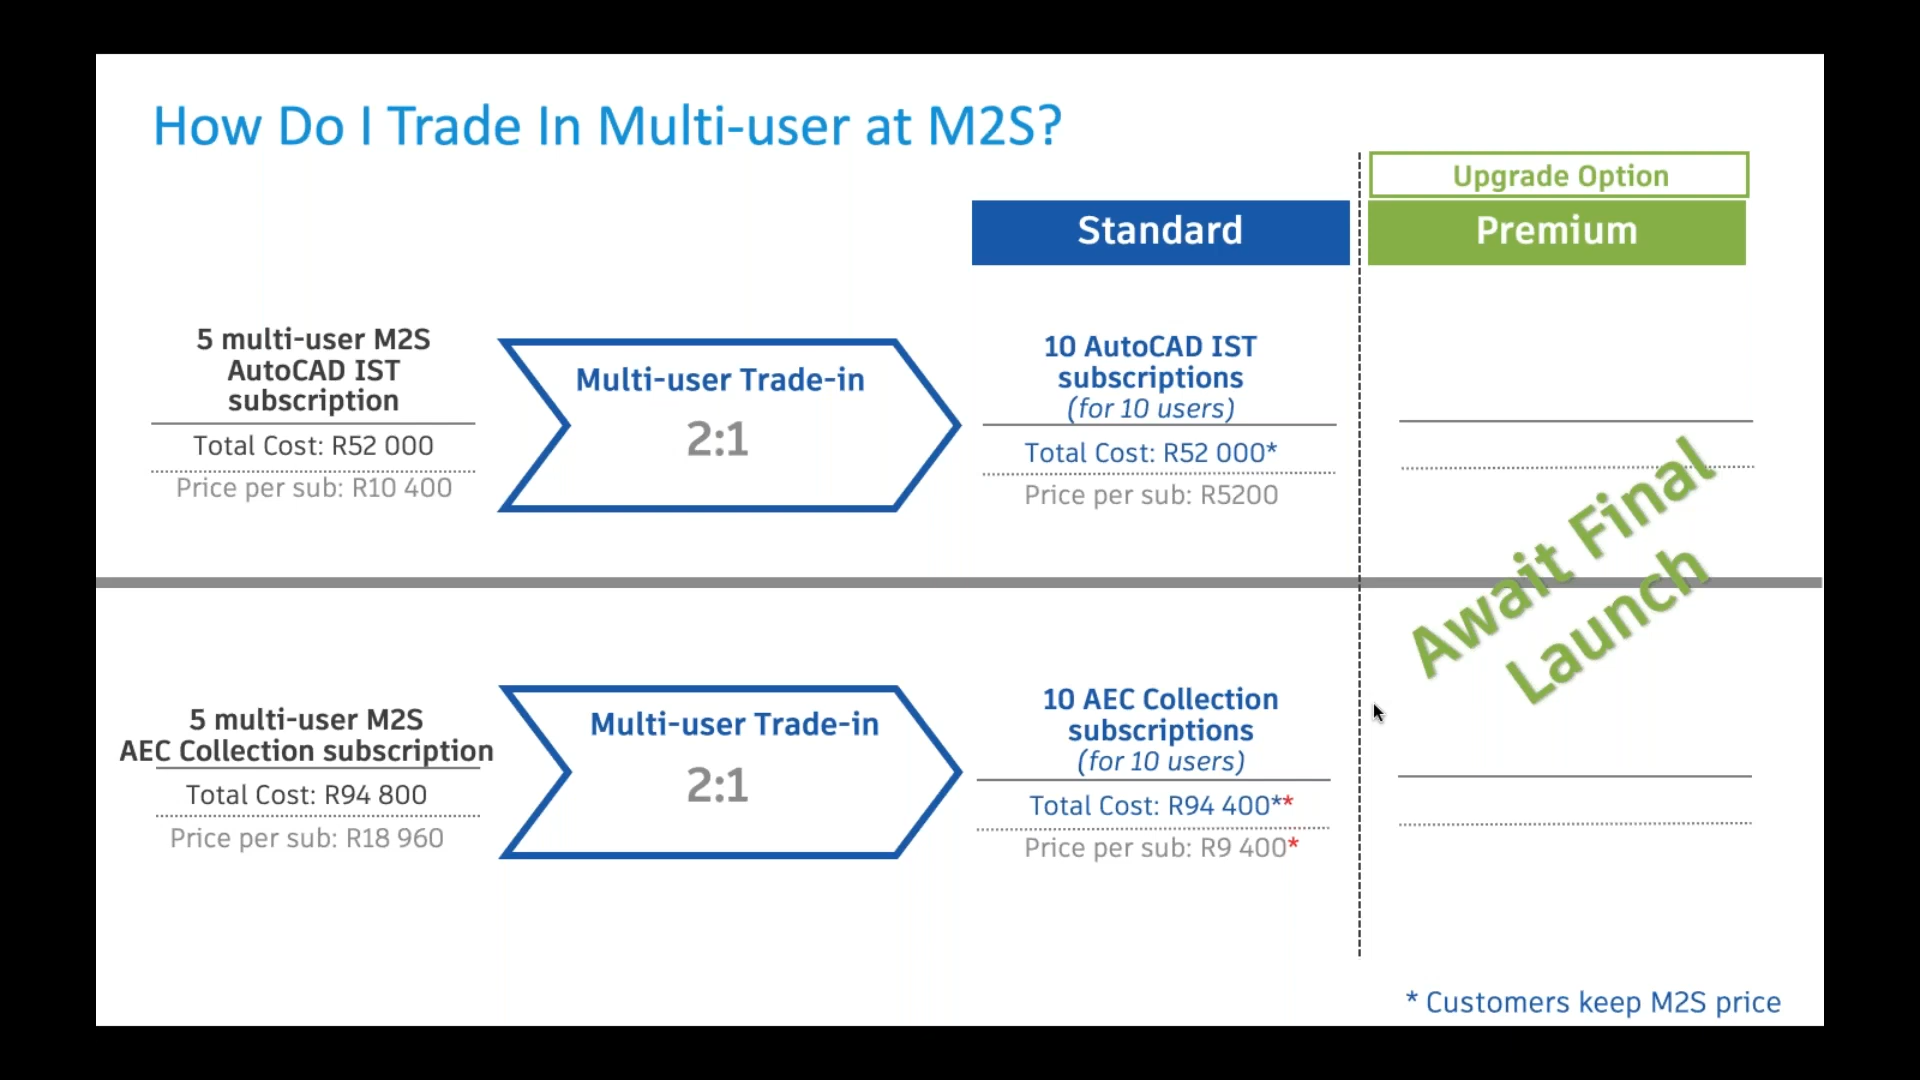 How Do I Trade In Multi-user at M2S?
Upgrade Option
Standard
Premium
5 multi-user M2S
AutoCAD IST
subscription
Total Cost: R52 000
Price per sub: R10 400
Multi-user Trade-in
2:1
10 AutoCAD IST
subscriptions
(for 10 users)
Total Cost: R52 000*
Price per sub: R5200
Await Final
Launch
5 multi-user M2S
AEC Collection subscription
Total Cost: R94 800
Price per sub: R18 960
Multi-user Trade-in
2:1
10 AEC Collection
subscriptions
(for 10 users)
Total Cost: R94 400**
Price per sub: R9 400*
* Customers keep M2S price